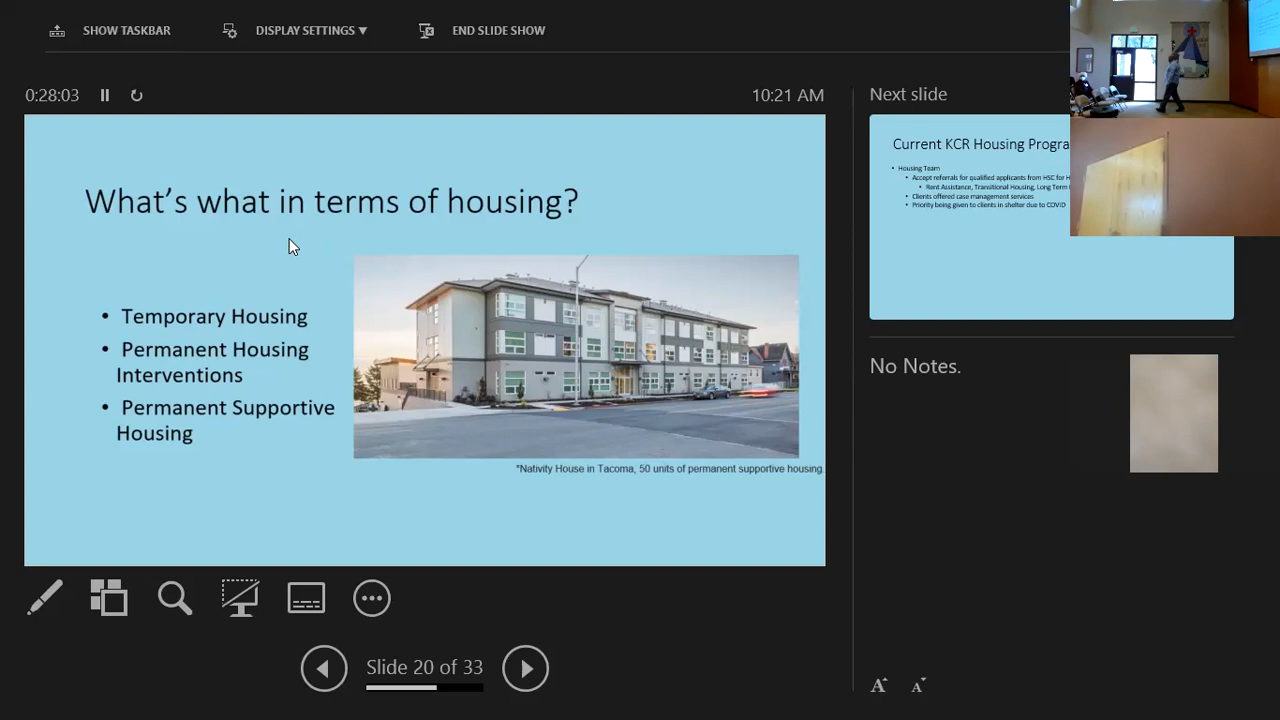 SHOW TASKBAR
DISPLAY SETTINGS ▾
END SLIDE SHOW
0:28:03
10:21 AM
What's what in terms of housing?
• Temporary Housing
• Permanent Housing
Interventions
• Permanent Supportive
Housing
*Nativity House in Tacoma, 50 units of permanent supportive housing.
Slide 20 of 33
Next slide
Current KCR Housing Progra
• Housing Team
• Accept referrals for qualified applicants from HSC for H
• Rent Assistance, Transitional Housing, Long Term
• Clients offered case management services
• Priority being given to clients in shelter due to COVID
No Notes.
A A